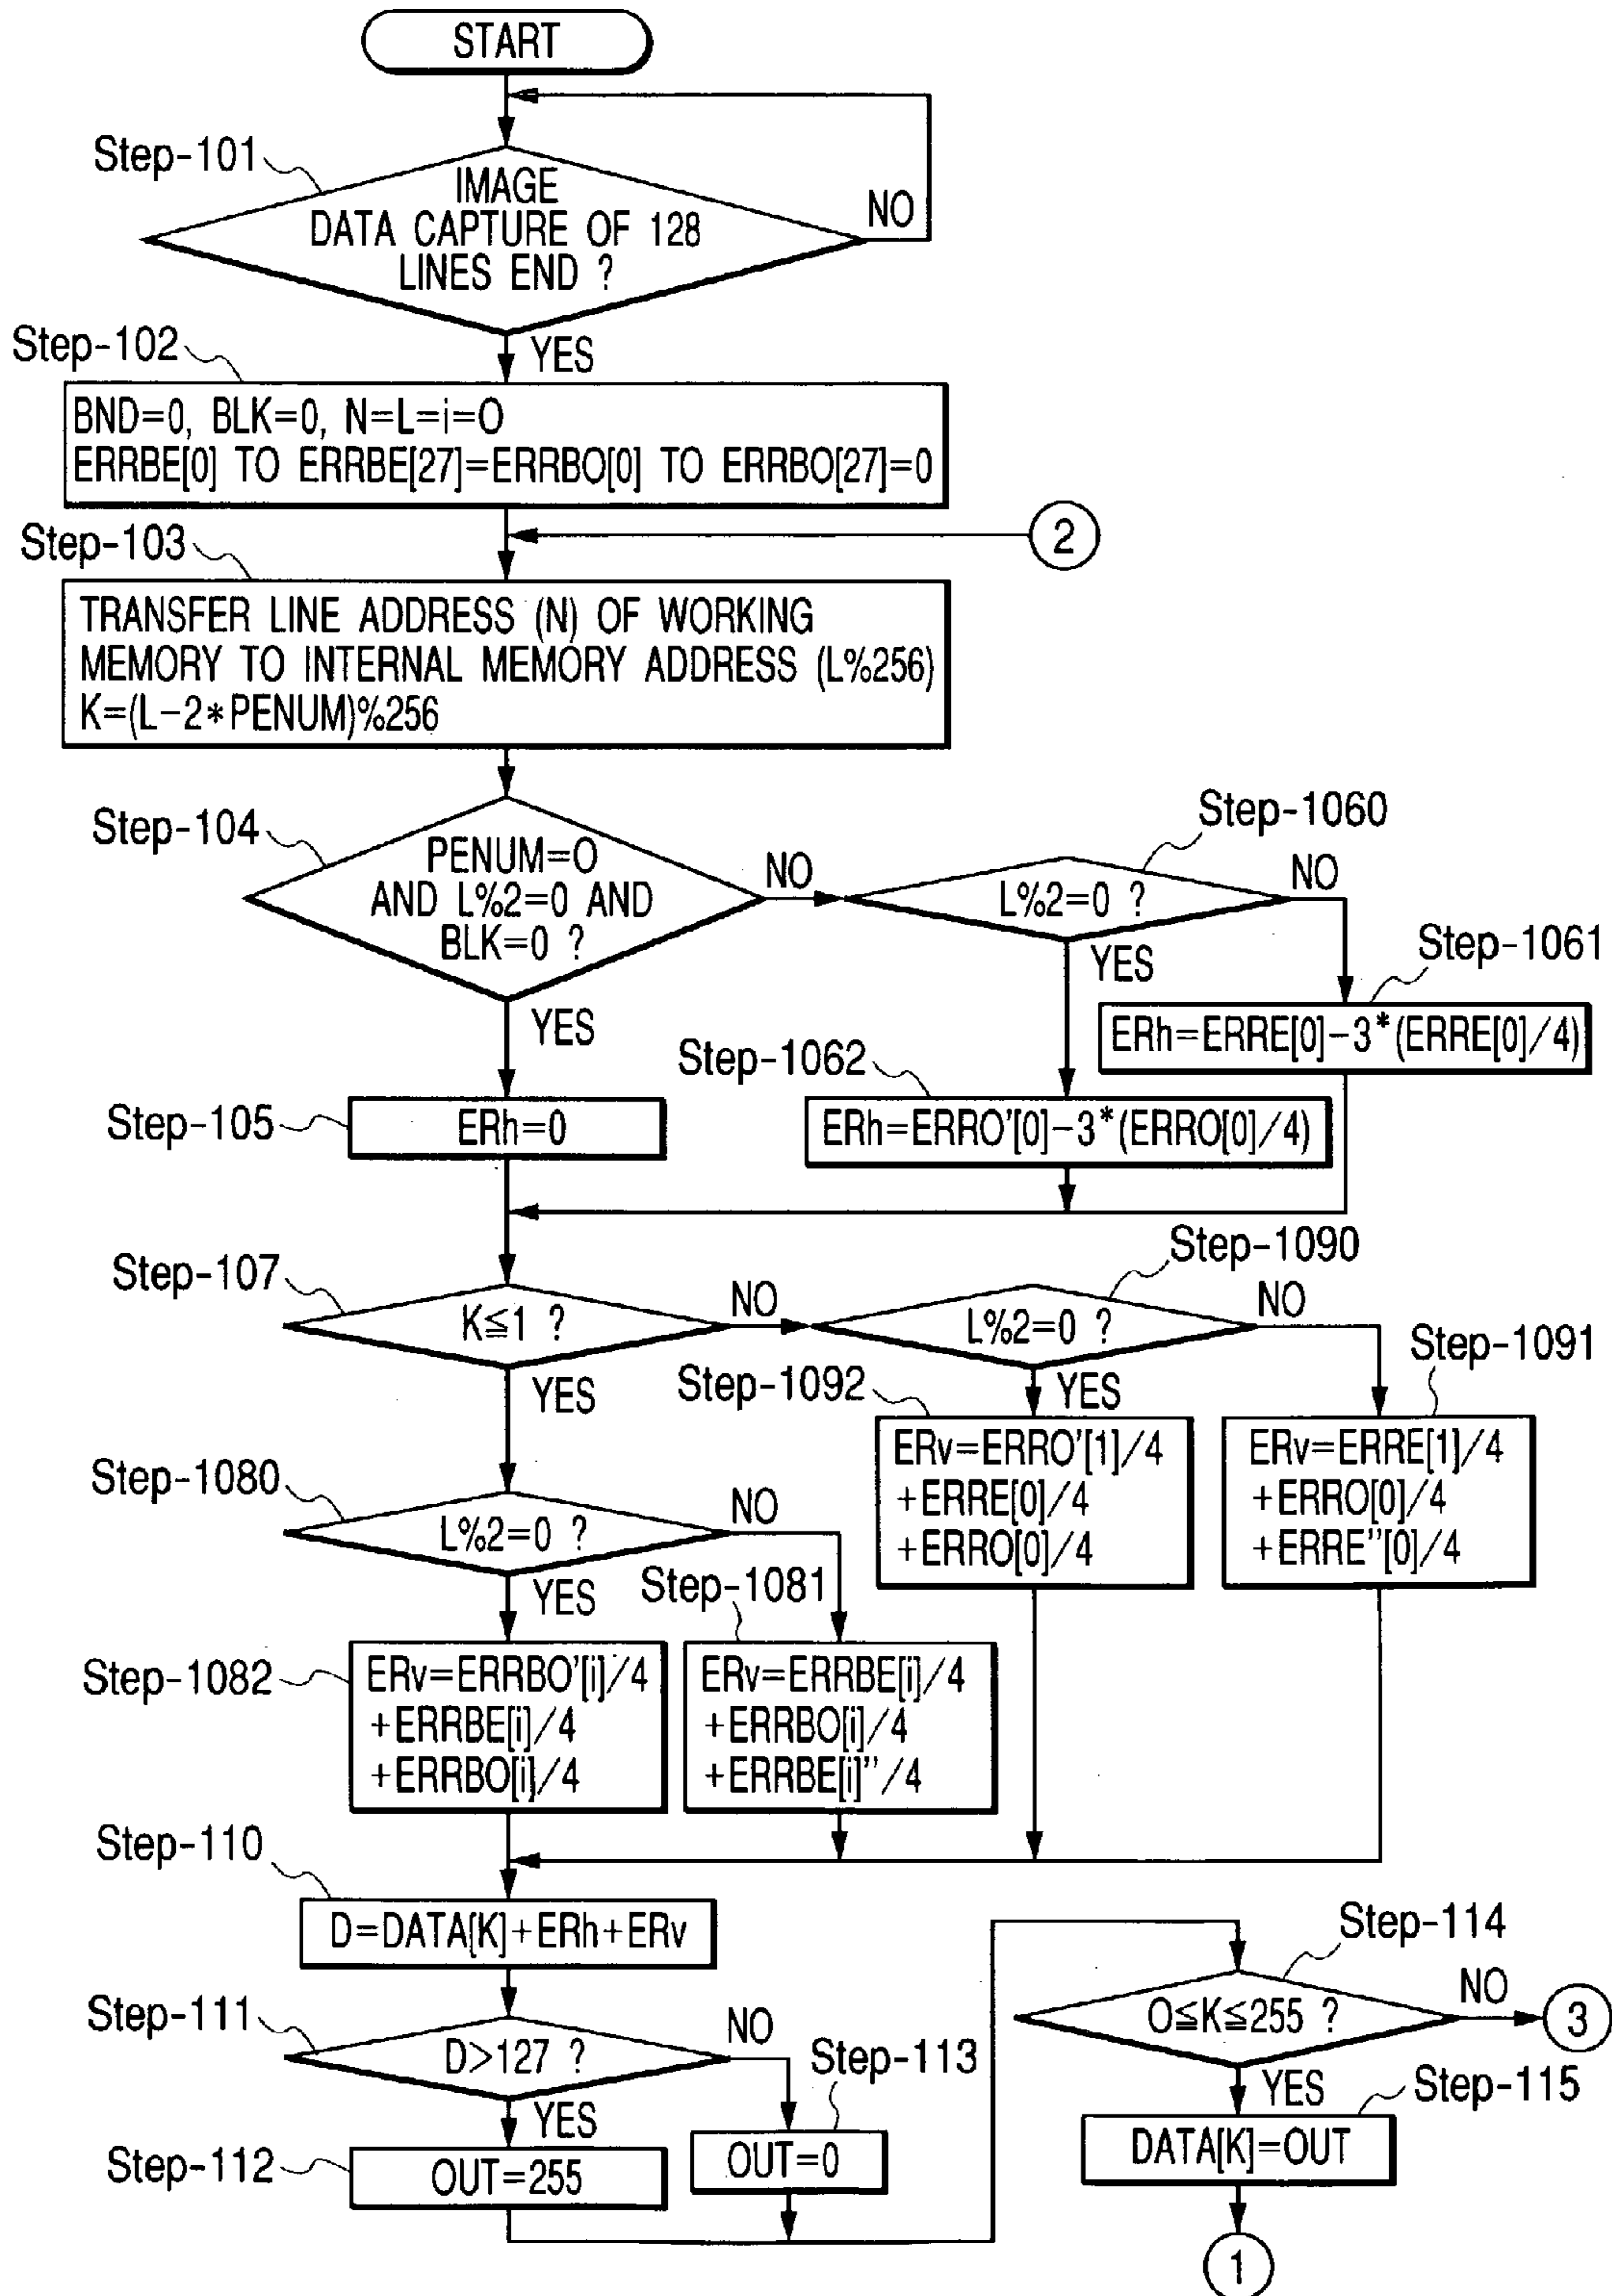 START
Step-101
IMAGE
DATA CAPTURE OF 128
LINES END ?
NO
YES
Step-102
BND=0, BLK=0, N=L=i=O
ERRBE[0] TO ERRBE[27]=ERRBO[0] TO ERRBO[27]=0
2
Step-103
TRANSFER LINE ADDRESS (N) OF WORKING
MEMORY TO INTERNAL MEMORY ADDRESS (L%256)
K=(L-2*PENUM)%256
Step-104
PENUM=O
AND L%2=0 AND
BLK=0 ?
NO
YES
Step-1060
L%2=0 ?
NO
YES
Step-1061
ERh=ERRE[0]-3*(ERRE[0]/4)
Step-1062
ERh=ERRO'[0]-3*(ERRO[0]/4)
Step-105
ERh=0
Step-107
K≦1 ?
NO
YES
Step-1090
L%2=0 ?
NO
YES
Step-1091
ERv=ERRE[1]/4
+ERRO[0]/4
+ERRE"[0]/4
Step-1092
ERv=ERRO'[1]/4
+ERRE[0]/4
+ERRO[0]/4
Step-1080
L%2=0 ?
NO
YES
Step-1081
ERv=ERRBE[i]/4
+ERRBO[i]/4
+ERRBE[i]"/4
Step-1082
ERv=ERRBO'[i]/4
+ERRBE[i]/4
+ERRBO[i]/4
Step-110
D=DATA[K]+ERh+ERv
Step-111
D>127 ?
NO
YES
Step-112
OUT=255
Step-113
OUT=0
Step-114
O≦K≦255 ?
NO
3
YES
Step-115
DATA[K]=OUT
1